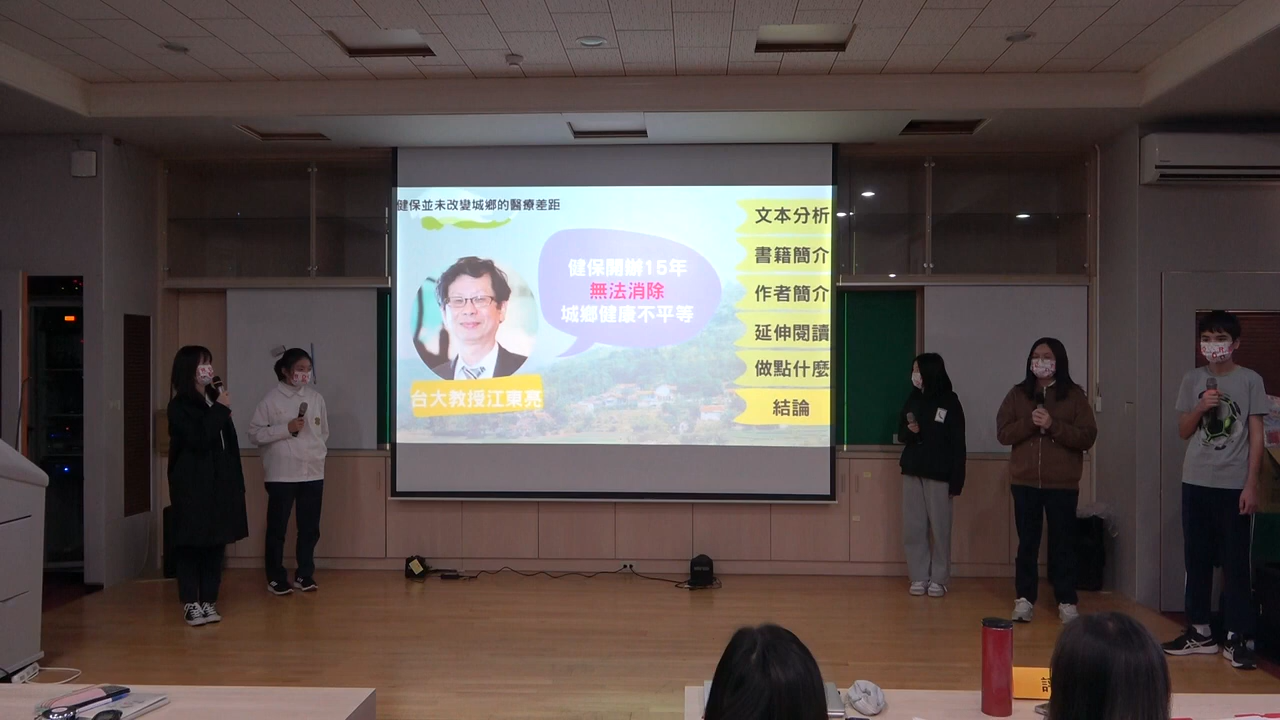 健保並未改變城鄉的醫療差距
健保開辦15年
無法消除
城鄉健康不平等
台大教授江東亮
文本分析
書籍簡介
作者簡介
延伸閱讀
做點什麼
結論